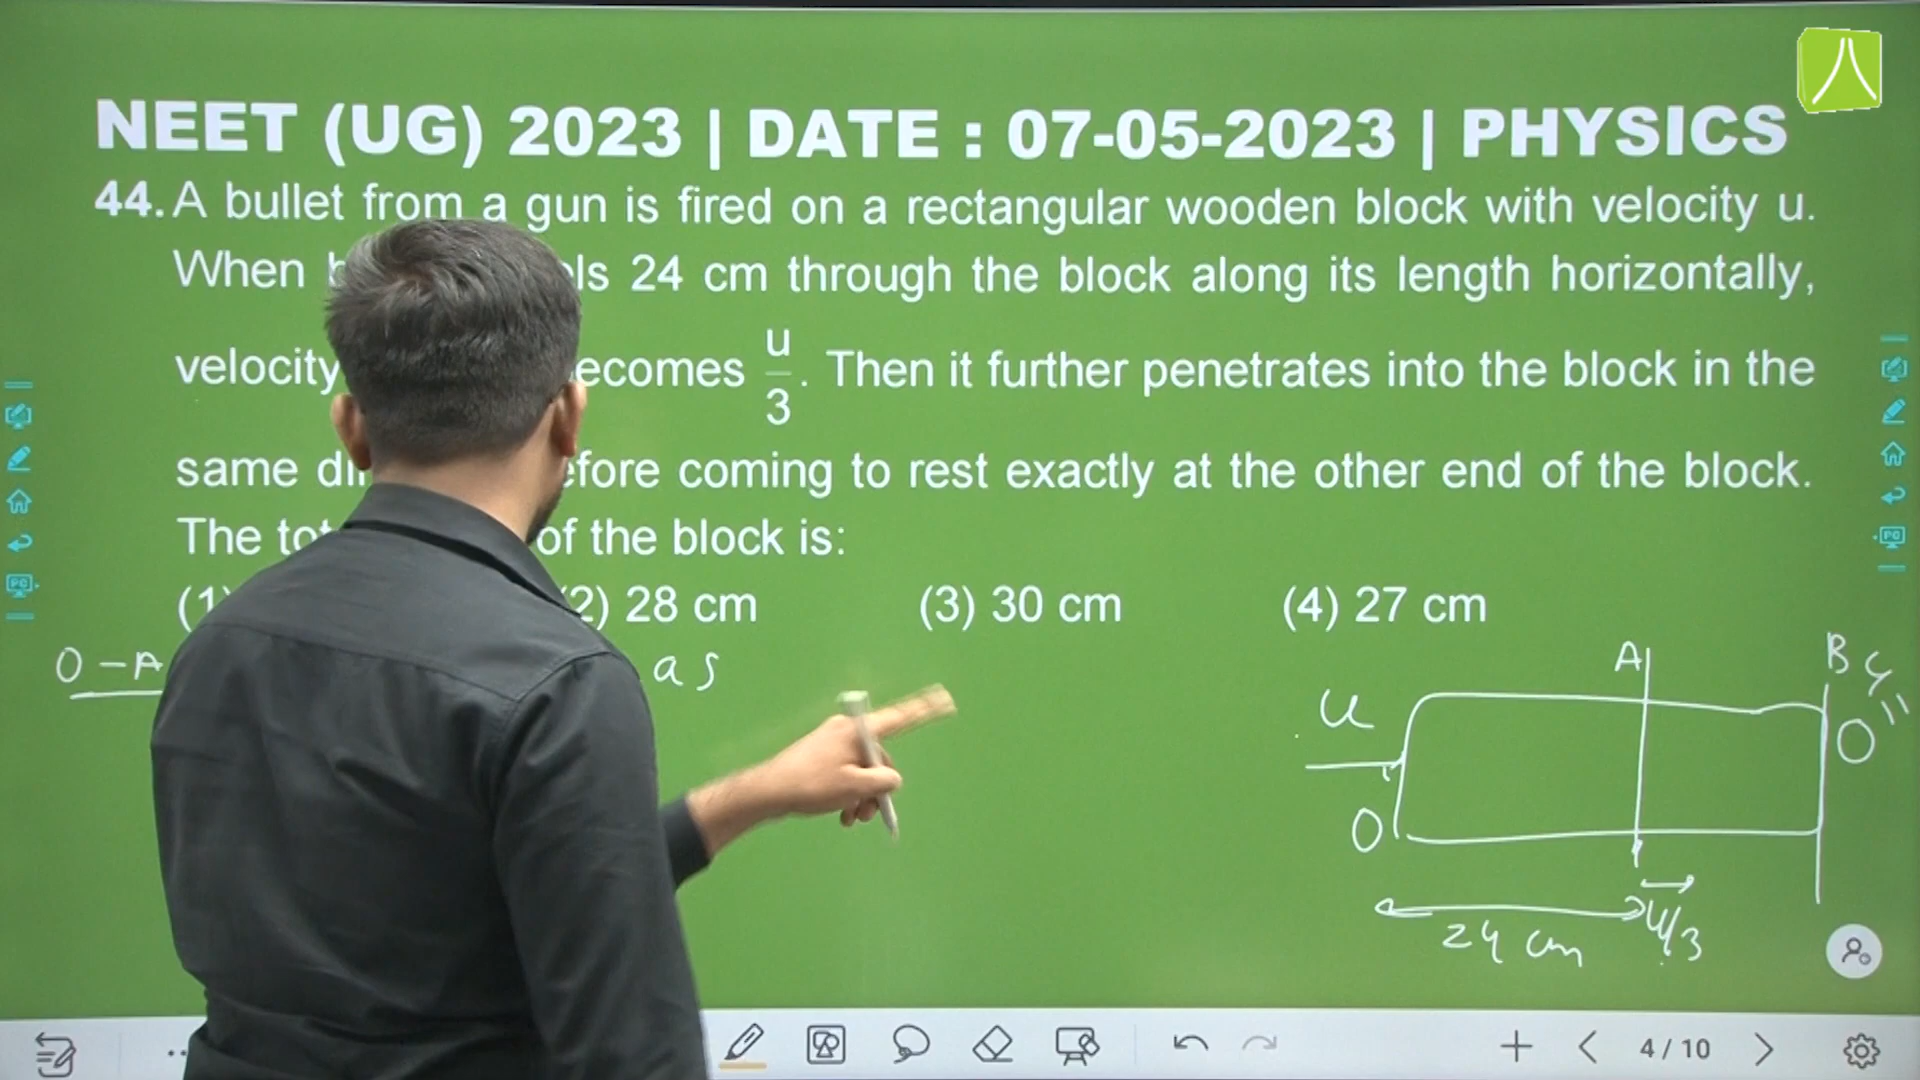 NEET (UG) 2023 | DATE : 07-05-2023 | PHYSICS
44. A bullet from a gun is fired on a rectangular wooden block with velocity u.
When ls 24 cm through the block along its length horizontally,
velocity ecomes u/3. Then it further penetrates into the block in the
same di efore coming to rest exactly at the other end of the block.
The tot of the block is:
(1) (2) 28 cm (3) 30 cm (4) 27 cm
O - A as
A B
u
O
O
24 cm u/3
PC
PC
4 / 10